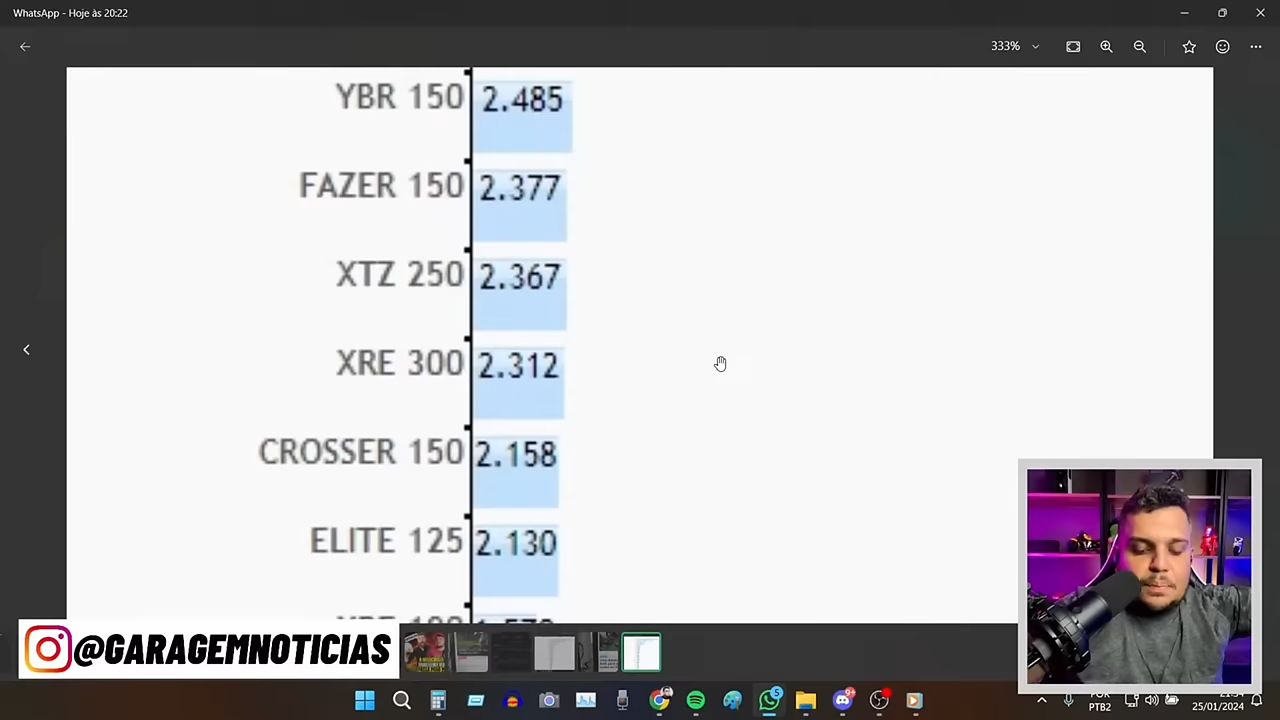 WhatsApp - Hoje às 20:22
333%
YBR 150 2.485
FAZER 150 2.377
XTZ 250 2.367
XRE 300 2.312
CROSSER 150 2.158
ELITE 125 2.130
@GARAGEMNOTICIAS
POR
PTB2
25/01/2024